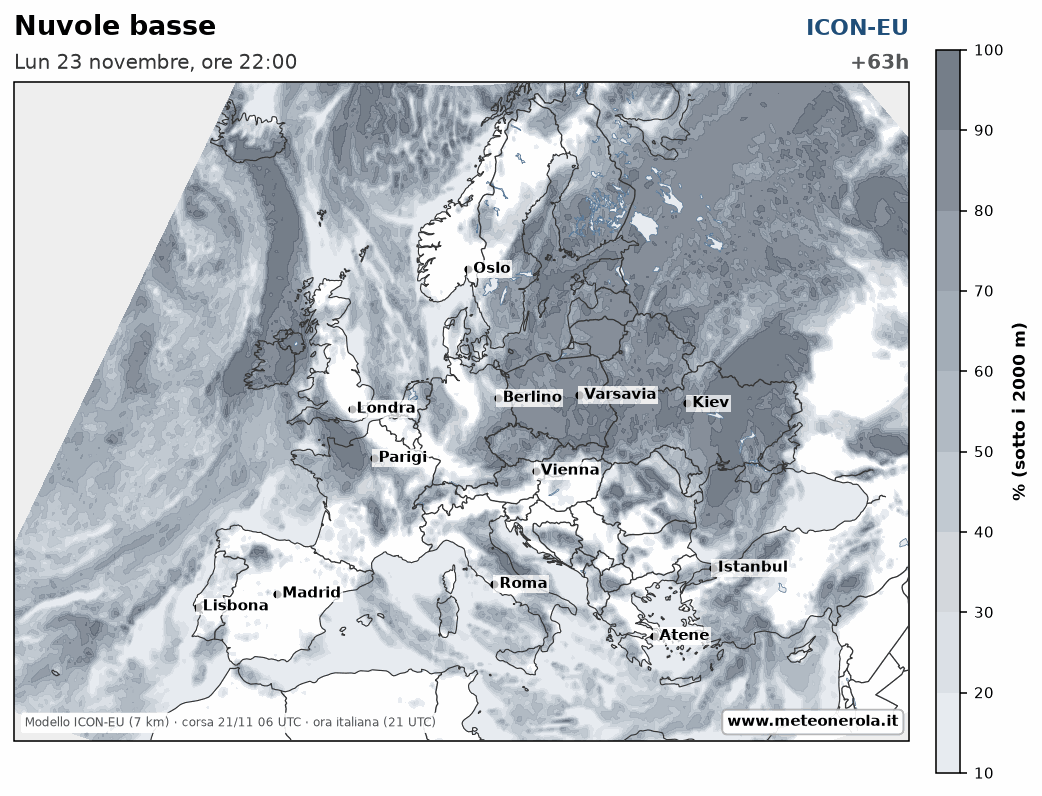 Nuvole basse
ICON-EU
Lun 23 novembre, ore 22:00
+63h
100
90
80
70
60
50
40
30
20
10
% (sotto i 2000 m)
Oslo
Berlino
Varsavia
Kiev
Londra
Parigi
Vienna
Istanbul
Roma
Madrid
Lisbona
Atene
Modello ICON-EU (7 km) · corsa 21/11 06 UTC · ora italiana (21 UTC)
www.meteonerola.it